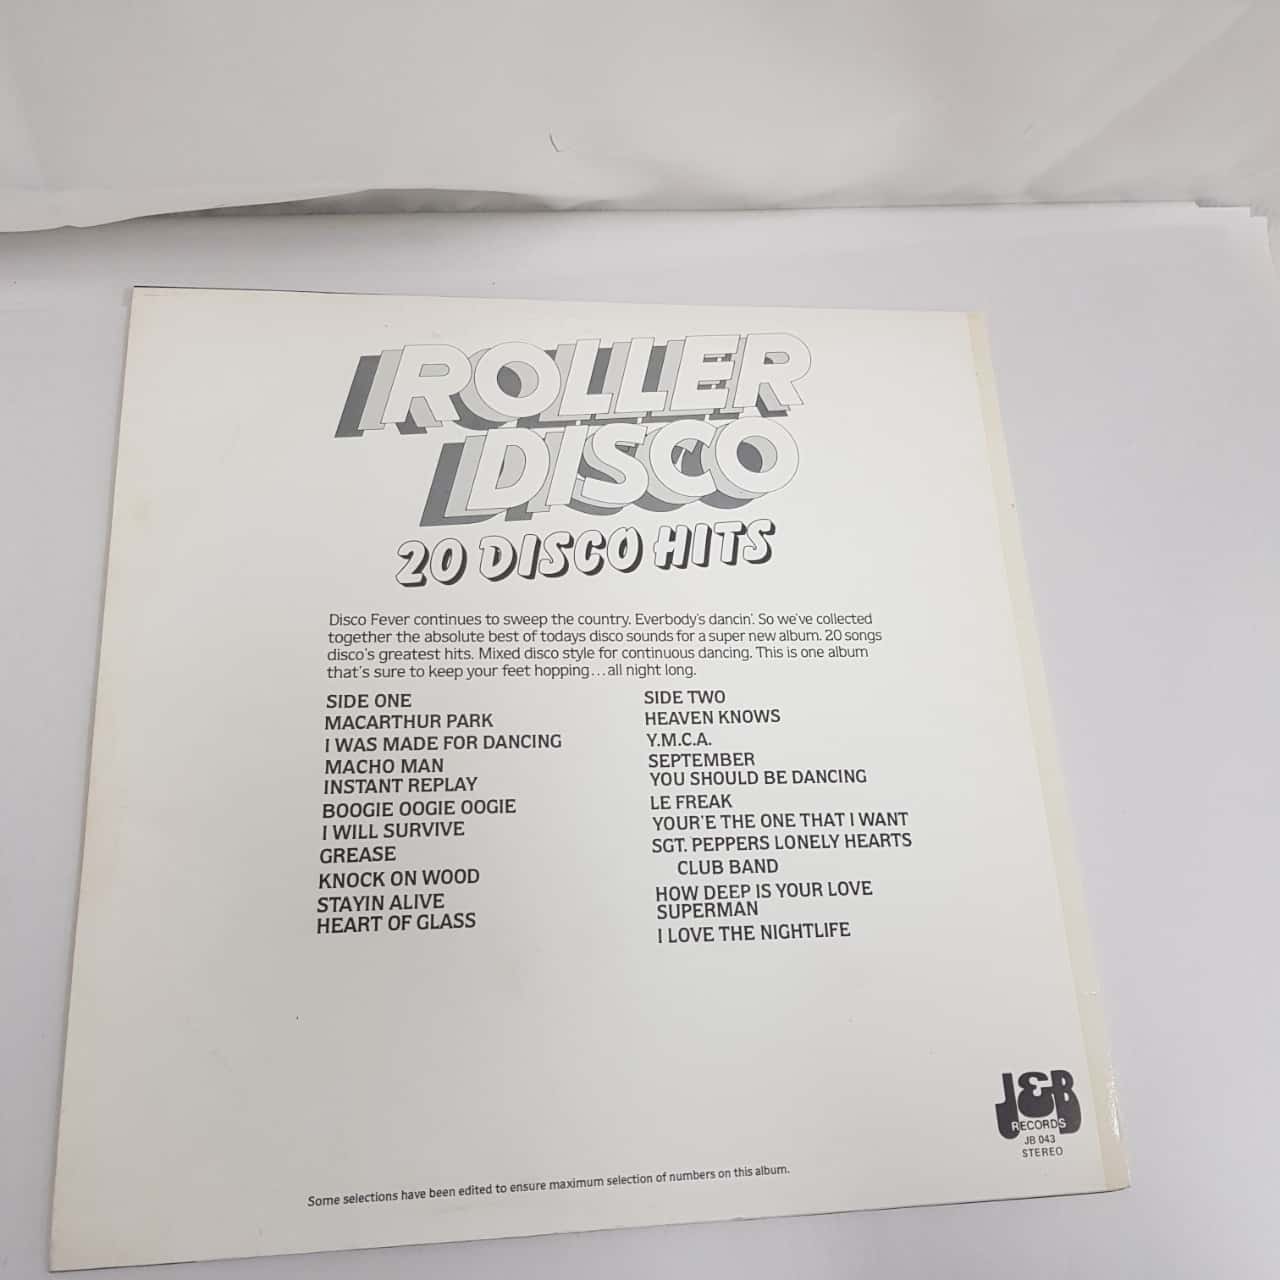 ROLLER
DISCO
20 DISCO HITS
Disco Fever continues to sweep the country. Everbody's dancin'. So we've collected
together the absolute best of todays disco sounds for a super new album. 20 songs
disco's greatest hits. Mixed disco style for continuous dancing. This is one album
that's sure to keep your feet hopping...all night long.
SIDE ONE
MACARTHUR PARK
I WAS MADE FOR DANCING
MACHO MAN
INSTANT REPLAY
BOOGIE OOGIE OOGIE
I WILL SURVIVE
GREASE
KNOCK ON WOOD
STAYIN ALIVE
HEART OF GLASS
SIDE TWO
HEAVEN KNOWS
Y.M.C.A.
SEPTEMBER
YOU SHOULD BE DANCING
LE FREAK
YOUR'E THE ONE THAT I WANT
SGT. PEPPERS LONELY HEARTS
CLUB BAND
HOW DEEP IS YOUR LOVE
SUPERMAN
I LOVE THE NIGHTLIFE
J&B
RECORDS
JB 043
STEREO
Some selections have been edited to ensure maximum selection of numbers on this album.